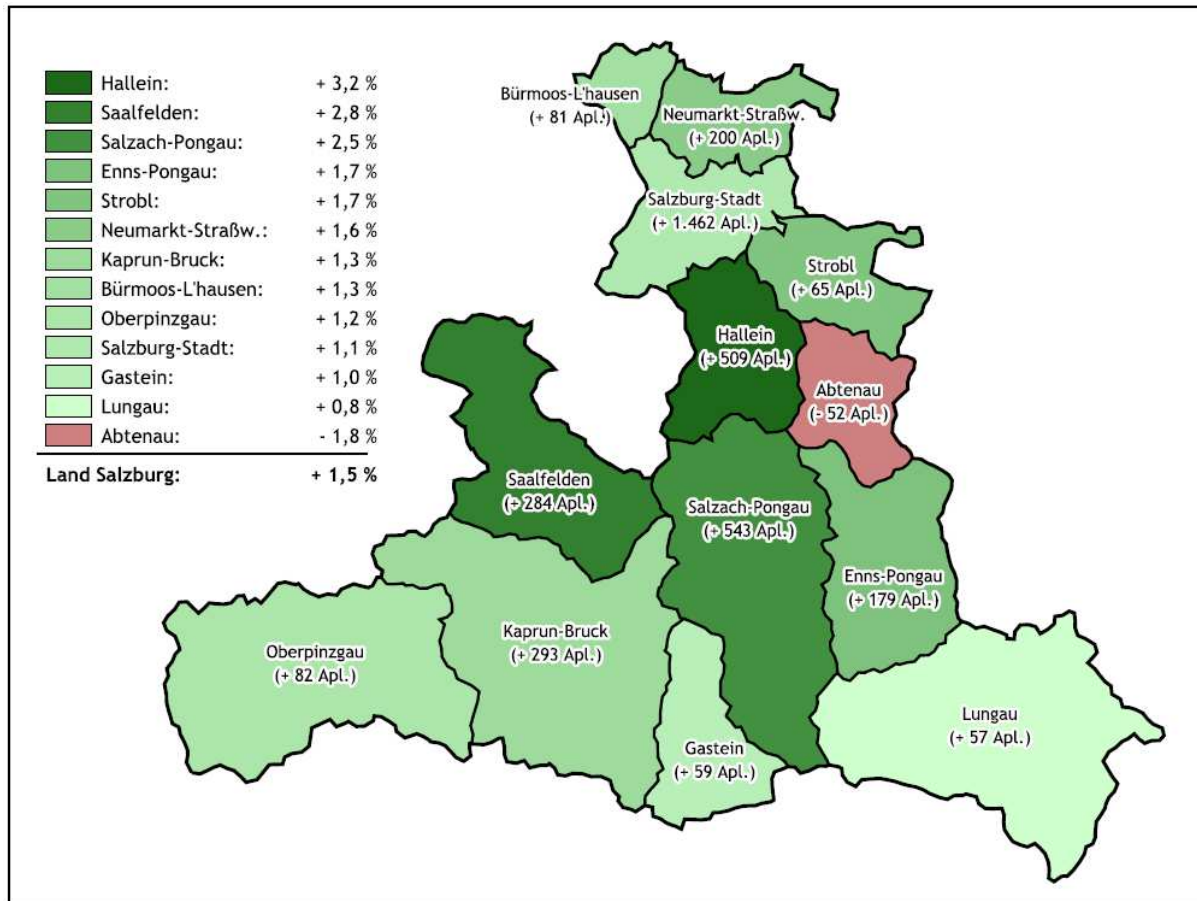 Hallein: + 3,2 %
Saalfelden: + 2,8 %
Salzach-Pongau: + 2,5 %
Enns-Pongau: + 1,7 %
Strobl: + 1,7 %
Neumarkt-Straßw.: + 1,6 %
Kaprun-Bruck: + 1,3 %
Bürmoos-L'hausen: + 1,3 %
Oberpinzgau: + 1,2 %
Salzburg-Stadt: + 1,1 %
Gastein: + 1,0 %
Lungau: + 0,8 %
Abtenau: - 1,8 %
Land Salzburg: + 1,5 %
Bürmoos-L'hausen
(+ 81 Apl.)
Neumarkt-Straßw.
(+ 200 Apl.)
Salzburg-Stadt
(+ 1.462 Apl.)
Strobl
(+ 65 Apl.)
Hallein
(+ 509 Apl.)
Abtenau
(- 52 Apl.)
Saalfelden
(+ 284 Apl.)
Salzach-Pongau
(+ 543 Apl.)
Enns-Pongau
(+ 179 Apl.)
Kaprun-Bruck
(+ 293 Apl.)
Oberpinzgau
(+ 82 Apl.)
Lungau
(+ 57 Apl.)
Gastein
(+ 59 Apl.)